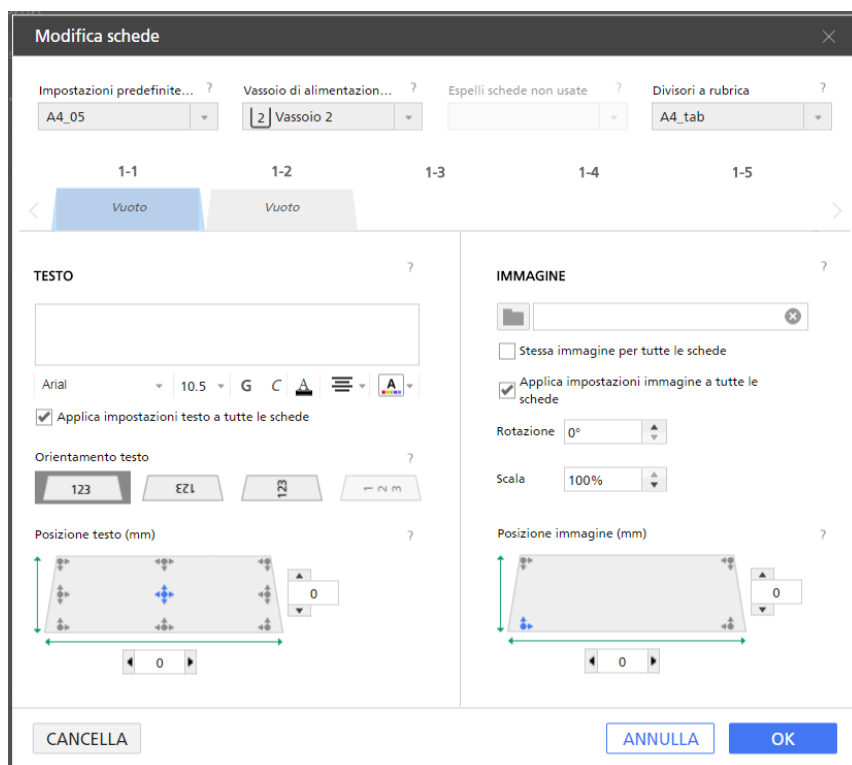 Modifica schede
Impostazioni predefinite... ?
Vassoio di alimentazion... ?
Espelli schede non usate ?
Divisori a rubrica ?
A4_05
2 Vassoio 2
A4_tab
1-1
1-2
1-3
1-4
1-5
Vuoto
Vuoto
TESTO ?
Arial
10.5
G
C
A
A
Applica impostazioni testo a tutte le schede
Orientamento testo ?
123
123
123
1 2 3
Posizione testo (mm) ?
0
0
IMMAGINE ?
Stessa immagine per tutte le schede
Applica impostazioni immagine a tutte le
schede
Rotazione
0°
Scala
100%
Posizione immagine (mm) ?
0
0
CANCELLA
ANNULLA
OK